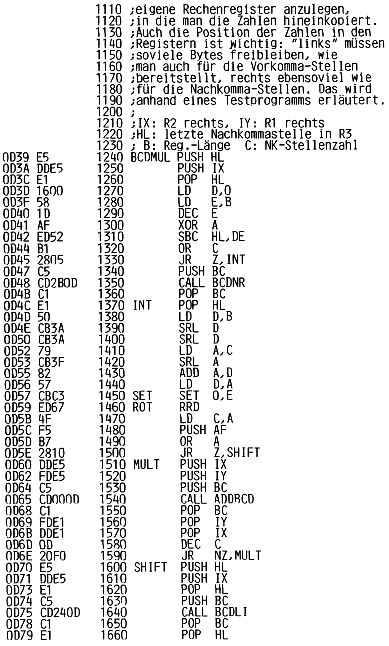 1110 ;eigene Rechenregister anzulegen,
1120 ;in die man die Zahlen hineinkopiert.
1130 ;Auch die Position der Zahlen in den
1140 ;Registern ist wichtig: "links" müssen
1150 ;soviele Bytes freibleiben, wie
1160 ;man auch für die Vorkomma-Stellen
1170 ;bereitstellt, rechts ebensoviel wie
1180 ;für die Nachkomma-Stellen. Das wird
1190 ;anhand eines Testprogramms erläutert.
1200 ;
1210 ;IX: R2 rechts, IY: R1 rechts
1220 ;HL: letzte Nachkommastelle in R3
1230 ; B: Reg.-Länge C: NK-Stellenzahl
0D39 E5 1240 BCDMUL PUSH HL
0D3A DDE5 1250 PUSH IX
0D3C E1 1260 POP HL
0D3D 1600 1270 LD D,0
0D3F 58 1280 LD E,B
0D40 1D 1290 DEC E
0D41 AF 1300 XOR A
0D42 ED52 1310 SBC HL,DE
0D44 B1 1320 OR C
0D45 2805 1330 JR Z,INT
0D47 C5 1340 PUSH BC
0D48 CD2B0D 1350 CALL BCDNR
0D4B C1 1360 POP BC
0D4C E1 1370 INT POP HL
0D4D 50 1380 LD D,B
0D4E CB3A 1390 SRL D
0D50 CB3A 1400 SRL D
0D52 79 1410 LD A,C
0D53 CB3F 1420 SRL A
0D55 82 1430 ADD A,D
0D56 57 1440 LD D,A
0D57 CBC3 1450 SET SET 0,E
0D59 ED67 1460 ROT RRD
0D5B 4F 1470 LD C,A
0D5C F5 1480 PUSH AF
0D5D B7 1490 OR A
0D5E 2810 1500 JR Z,SHIFT
0D60 DDE5 1510 MULT PUSH IX
0D62 FDE5 1520 PUSH IY
0D64 C5 1530 PUSH BC
0D65 CD000D 1540 CALL ADDBCD
0D68 C1 1550 POP BC
0D69 FDE1 1560 POP IY
0D6B DDE1 1570 POP IX
0D6D 0D 1580 DEC C
0D6E 20F0 1590 JR NZ,MULT
0D70 E5 1600 SHIFT PUSH HL
0D71 DDE5 1610 PUSH IX
0D73 E1 1620 POP HL
0D74 C5 1630 PUSH BC
0D75 CD240D 1640 CALL BCDLI
0D78 C1 1650 POP BC
0D79 E1 1660 POP HL